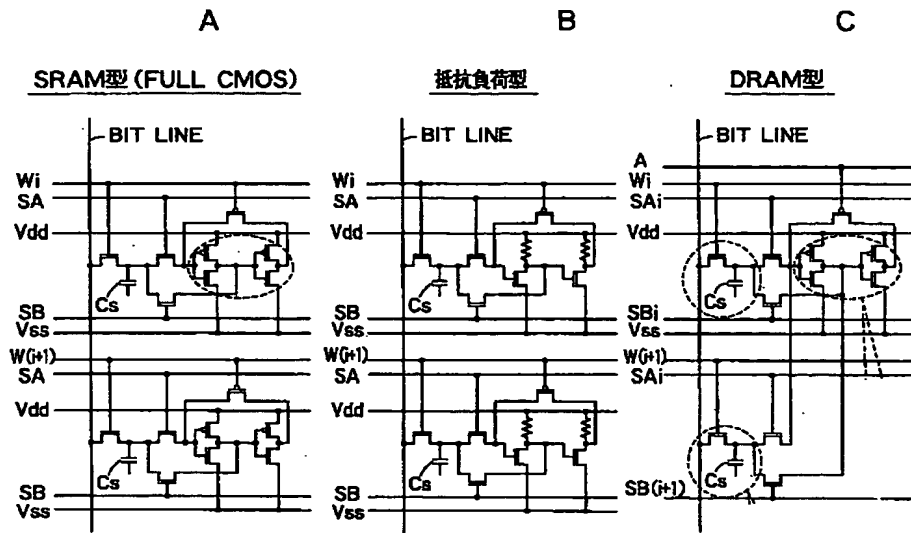 A
B
C
SRAM型 (FULL CMOS)
抵抗負荷型
DRAM型
BIT LINE
Wi
SA
Vdd
Cs
SB
Vss
W(i+1)
SA
Vdd
Cs
SB
Vss
BIT LINE
Wi
SA
Vdd
Cs
SB
Vss
W(i+1)
SA
Vdd
Cs
SB
Vss
BIT LINE
A
Wi
SAi
Vdd
Cs
SBi
Vss
W(i+1)
SAi
Cs
SB(i+1)